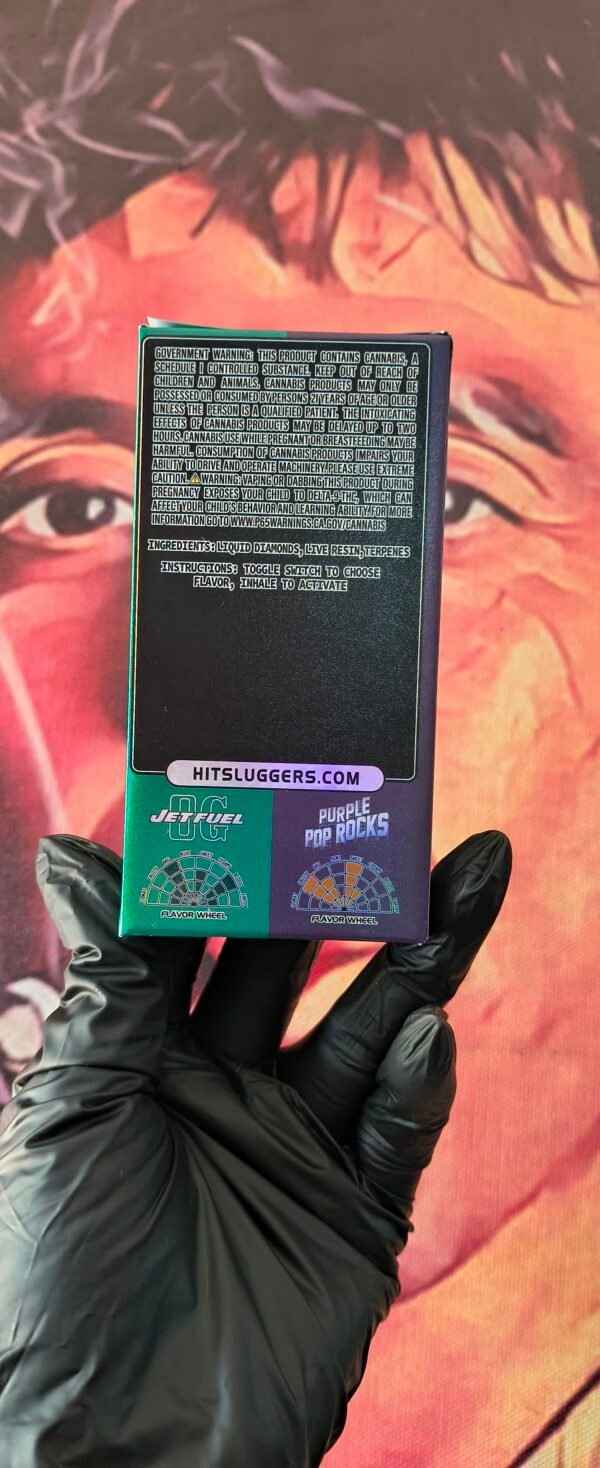 GOVERNMENT WARNING: THIS PRODUCT CONTAINS CANNABIS, A
SCHEDULE I CONTROLLED SUBSTANCE. KEEP OUT OF REACH OF
CHILDREN AND ANIMALS. CANNABIS PRODUCTS MAY ONLY BE
POSSESSED OR CONSUMED BY PERSONS 21 YEARS OF AGE OR OLDER
UNLESS THE PERSON IS A QUALIFIED PATIENT. THE INTOXICATING
EFFECTS OF CANNABIS PRODUCTS MAY BE DELAYED UP TO TWO
HOURS. CANNABIS USE WHILE PREGNANT OR BREASTFEEDING MAY BE
HARMFUL. CONSUMPTION OF CANNABIS PRODUCTS IMPAIRS YOUR
ABILITY TO DRIVE AND OPERATE MACHINERY. PLEASE USE EXTREME
CAUTION. ⚠ WARNING: VAPING OR DABBING THIS PRODUCT DURING
PREGNANCY EXPOSES YOUR CHILD TO DELTA-9-THC, WHICH CAN
AFFECT YOUR CHILD'S BEHAVIOR AND LEARNING ABILITY. FOR MORE
INFORMATION GO TO WWW.P65WARNINGS.CA.GOV/CANNABIS
INGREDIENTS: LIQUID DIAMONDS, LIVE RESIN, TERPENES
INSTRUCTIONS: TOGGLE SWITCH TO CHOOSE
FLAVOR, INHALE TO ACTIVATE
HITSLUGGERS.COM
JET FUEL OG
FLAVOR WHEEL
PURPLE
POP ROCKS
FLAVOR WHEEL